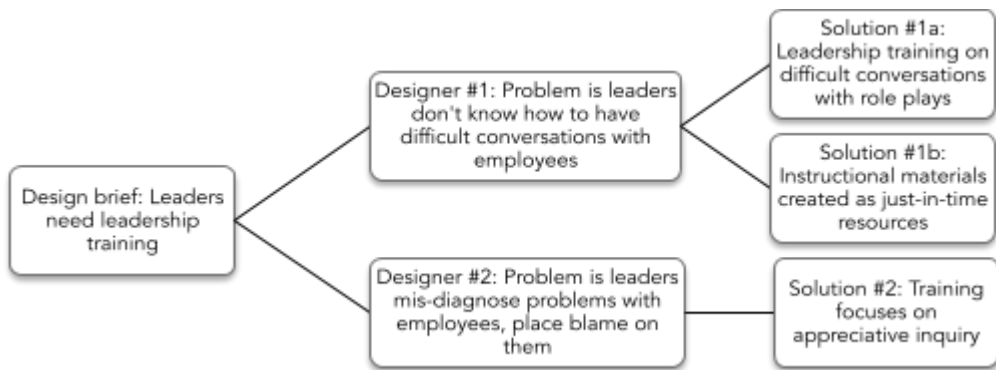 Design brief: Leaders
need leadership
training
Designer #1: Problem is leaders
don't know how to have
difficult conversations with
employees
Solution #1a:
Leadership training on
difficult conversations
with role plays
Solution #1b:
Instructional materials
created as just-in-time
resources
Designer #2: Problem is leaders
mis-diagnose problems with
employees, place blame on
them
Solution #2: Training
focuses on
appreciative inquiry